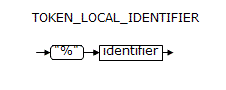 TOKEN_LOCAL_IDENTIFIER
"%" identifier